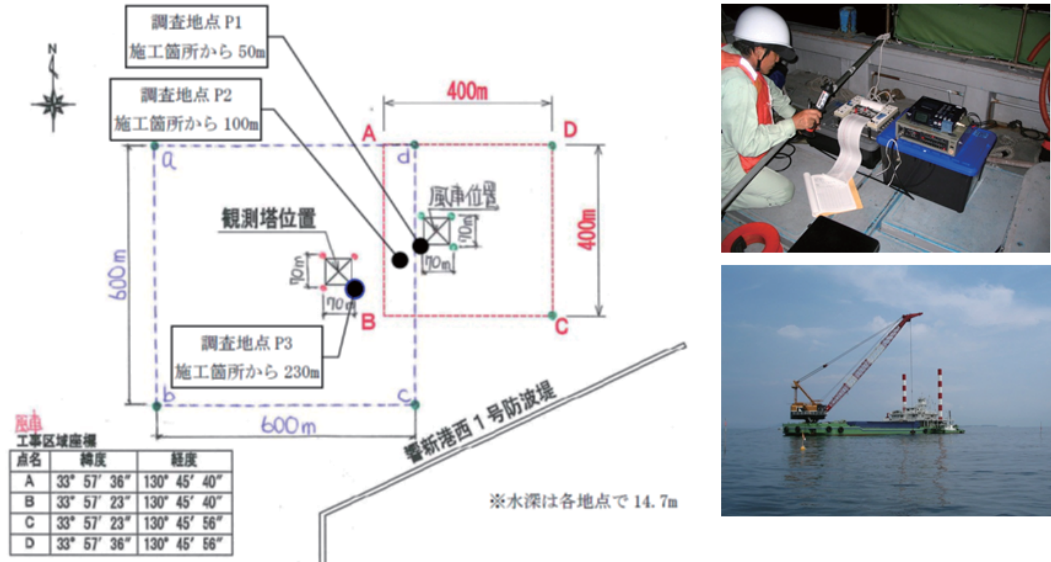 調査地点 P1
施工箇所から 50m
N
調査地点 P2
施工箇所から 100m
400m
A
D
a
d
風車位置
観測塔位置
70m
70m
400m
70m
70m
600m
B
C
調査地点 P3
施工箇所から 230m
b
c
600m
響新港西1号防波堤
風車
工事区域座標
点名 緯度 経度
A 33° 57′ 36″ 130° 45′ 40″
B 33° 57′ 23″ 130° 45′ 40″
C 33° 57′ 23″ 130° 45′ 56″
D 33° 57′ 36″ 130° 45′ 56″
※水深は各地点で 14.7m